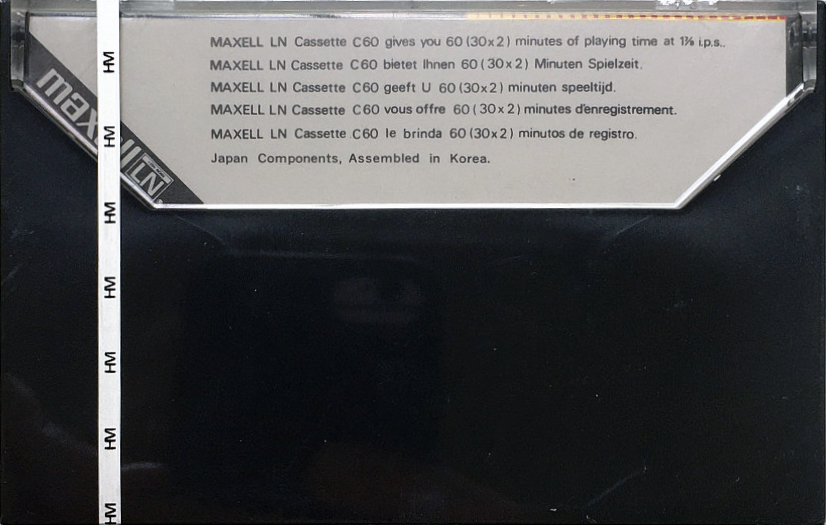 MAXELL LN Cassette C60 gives you 60 (30x2) minutes of playing time at 1⅞ i.p.s..
MAXELL LN Cassette C60 bietet Ihnen 60 (30x2) Minuten Spielzeit.
MAXELL LN Cassette C60 geeft U 60 (30x2) minuten speeltijd.
MAXELL LN Cassette C60 vous offre 60 (30x2) minutes d'enregistrement.
MAXELL LN Cassette C60 le brinda 60 (30x2) minutos de registro.
Japan Components, Assembled in Korea.
maxell LN
HM
HM
HM
HM
HM
HM
HM